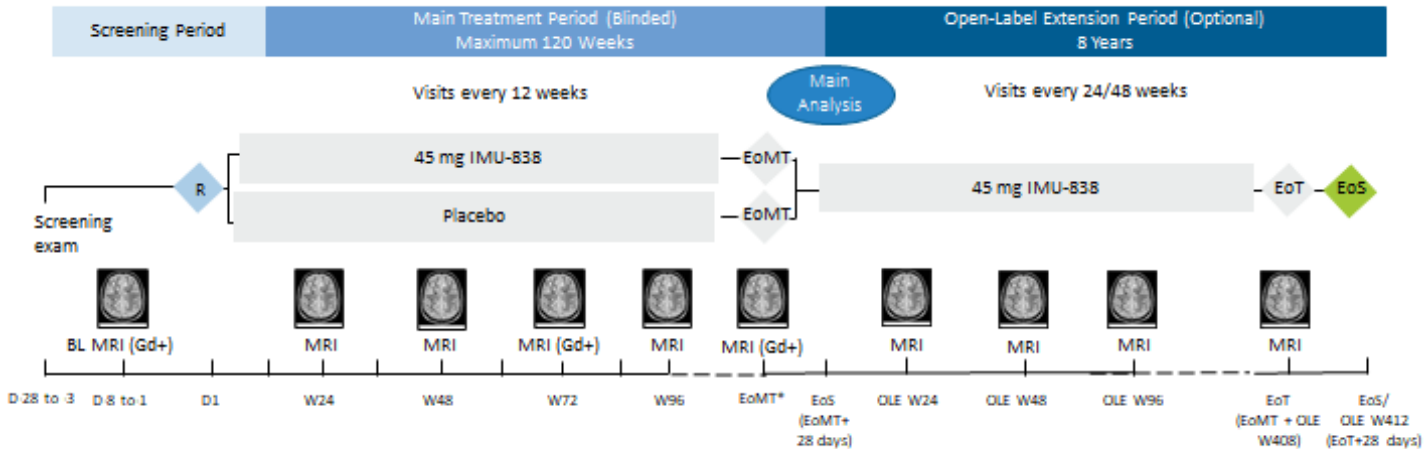 Screening Period
Main Treatment Period (Blinded)
Maximum 120 Weeks
Open-Label Extension Period (Optional)
8 Years
Visits every 12 weeks
Main
Analysis
Visits every 24/48 weeks
45 mg IMU-838
EoMT
R
45 mg IMU-838
EoT
EoS
Placebo
EoMT
Screening
exam
BL MRI (Gd+)
MRI
MRI
MRI (Gd+)
MRI
MRI (Gd+)
MRI
MRI
MRI
MRI
D 28 to 3
D 8 to 1
D1
W24
W48
W72
W96
EoMT*
EoS
(EoMT+
28 days)
OLE W24
OLE W48
OLE W96
EoT
(EoMT + OLE
W408)
EoS/
OLE W412
(EoT+28 days)